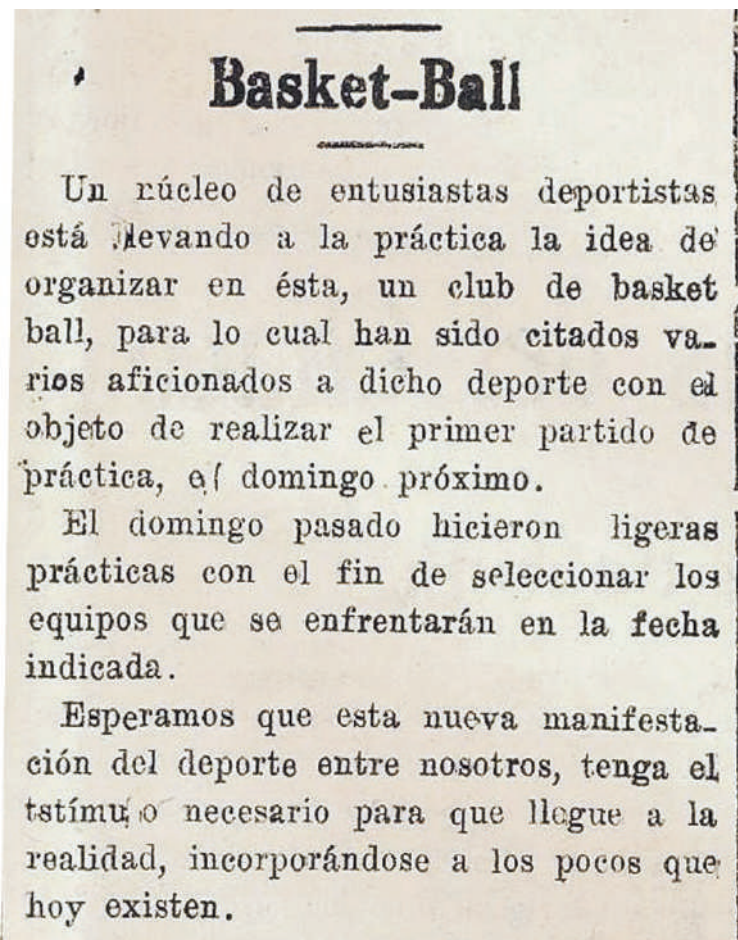 Basket-Ball
Un núcleo de entusiastas deportistas
está llevando a la práctica la idea de
organizar en ésta, un club de basket
ball, para lo cual han sido citados va-
rios aficionados a dicho deporte con el
objeto de realizar el primer partido de
práctica, el domingo próximo.
El domingo pasado hicieron ligeras
prácticas con el fin de seleccionar los
equipos que se enfrentarán en la fecha
indicada.
Esperamos que esta nueva manifesta-
ción del deporte entre nosotros, tenga el
tstímulo necesario para que llegue a la
realidad, incorporándose a los pocos que
hoy existen.